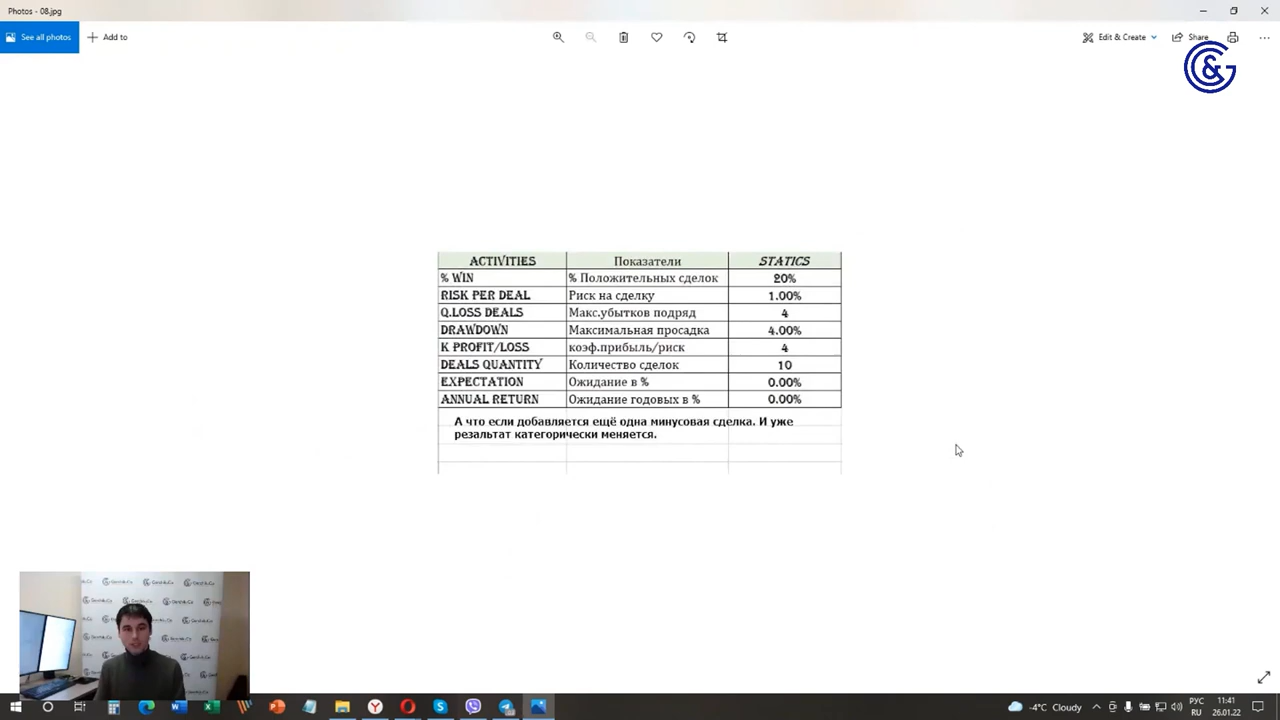 Photos - 08.jpg
See all photos
Add to
Edit & Create
Share
G&
ACTIVITIES Показатели STATICS
% WIN % Положительных сделок 20%
RISK PER DEAL Риск на сделку 1.00%
Q.LOSS DEALS Макс.убытков подряд 4
DRAWDOWN Максимальная просадка 4.00%
K PROFIT/LOSS коэф.прибыль/риск 4
DEALS QUANTITY Количество сделок 10
EXPECTATION Ожидание в % 0.00%
ANNUAL RETURN Ожидание годовых в % 0.00%
А что если добавляется ещё одна минусовая сделка. И уже
резальтат категорически меняется.
-4°C Cloudy
РУС
RU
11:41
26.01.22